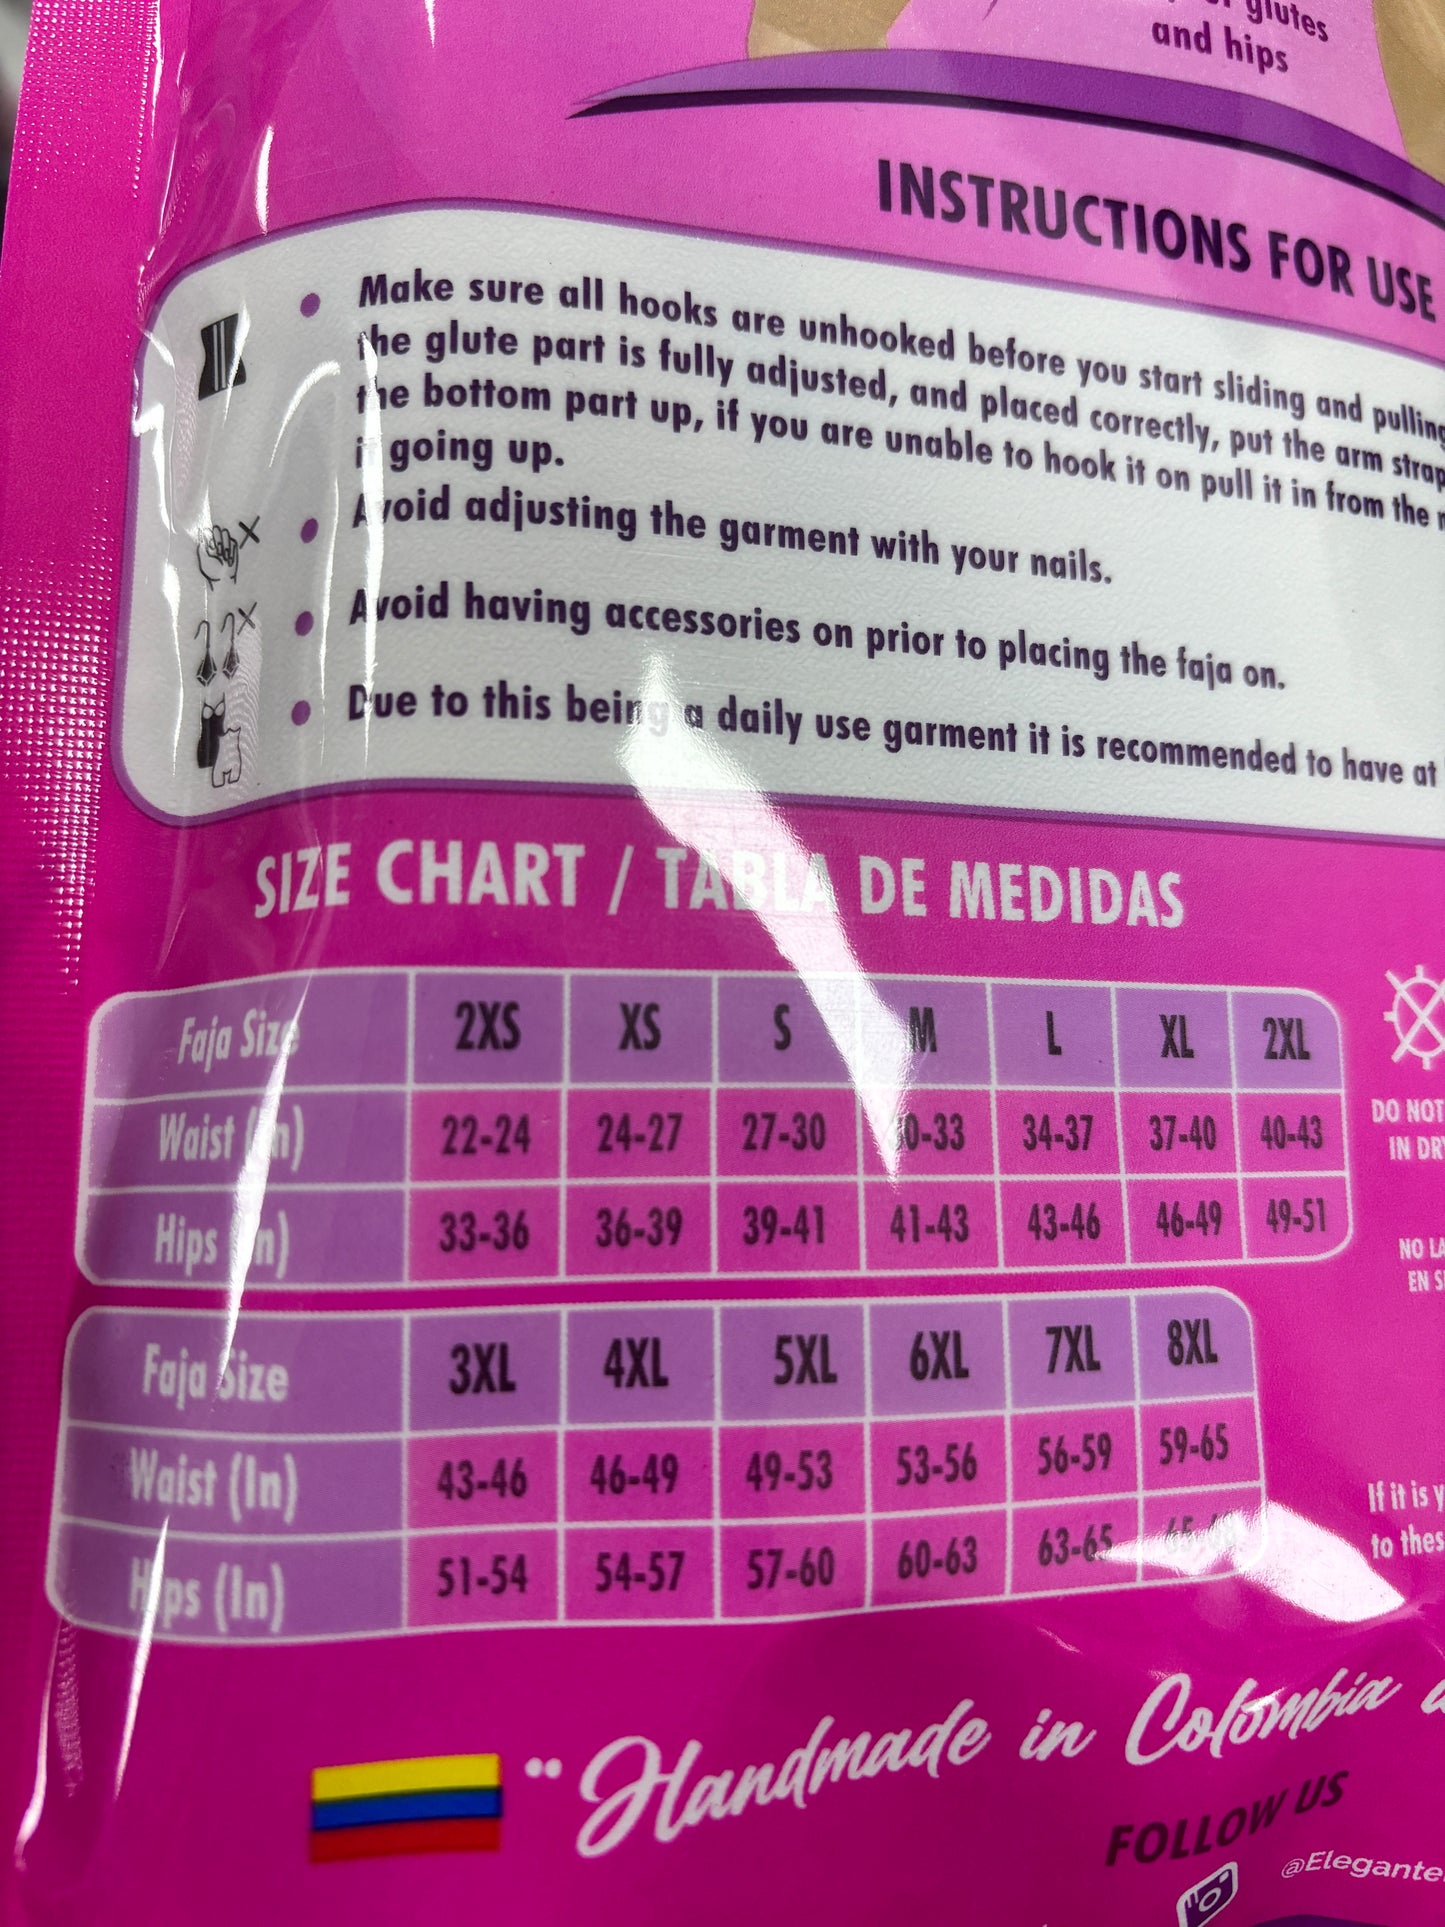 glutes
and hips
INSTRUCTIONS FOR USE
Make sure all hooks are unhooked before you start sliding and pulling
the glute part is fully adjusted, and placed correctly, put the arm strap
the bottom part up, if you are unable to hook it on pull it in from the
it going up.
Avoid adjusting the garment with your nails.
Avoid having accessories on prior to placing the faja on.
Due to this being a daily use garment it is recommended to have at
SIZE CHART / TABLA DE MEDIDAS
Faja Size 2XS XS S M L XL 2XL
Waist (In) 22-24 24-27 27-30 30-33 34-37 37-40 40-43
Hips (In) 33-36 36-39 39-41 41-43 43-46 46-49 49-51
Faja Size 3XL 4XL 5XL 6XL 7XL 8XL
Waist (In) 43-46 46-49 49-53 53-56 56-59 59-65
Hips (In) 51-54 54-57 57-60 60-63 63-65
DO NOT
IN DR
NO LA
EN S
If it is y
to thes
"Handmade in Colombia
FOLLOW US
@Elegante